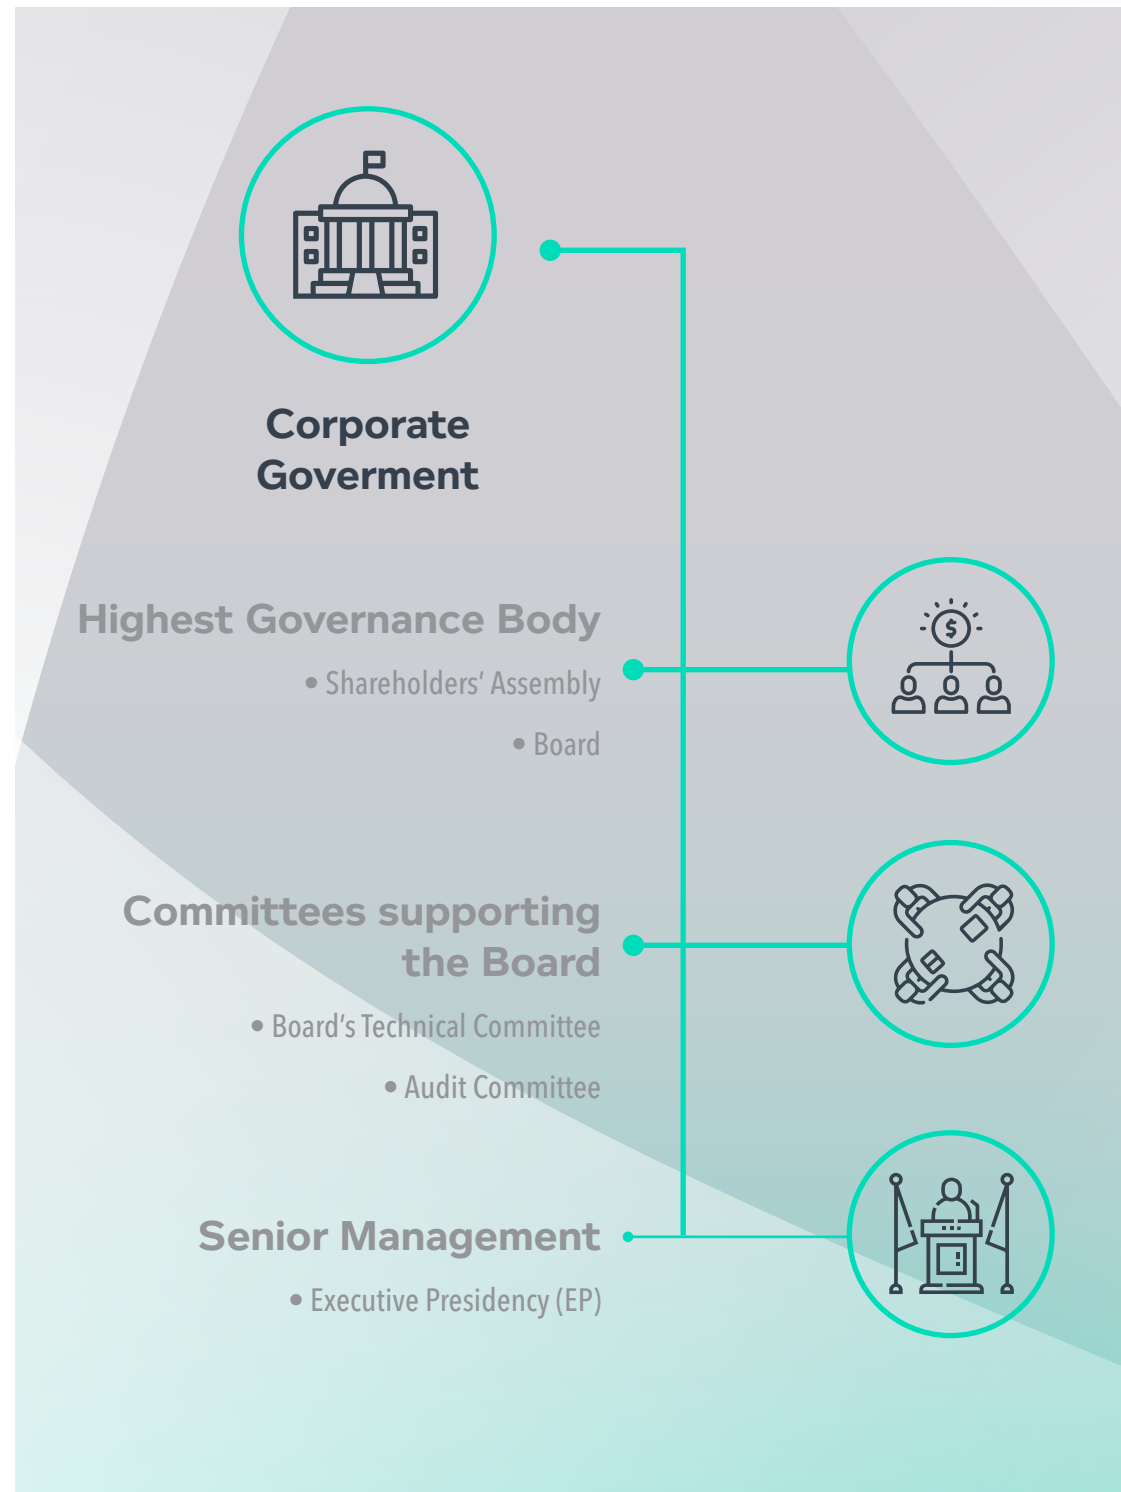 Corporate
Goverment
Highest Governance Body
• Shareholders’ Assembly
• Board
Committees supporting
the Board
• Board’s Technical Committee
• Audit Committee
Senior Management
• Executive Presidency (EP)